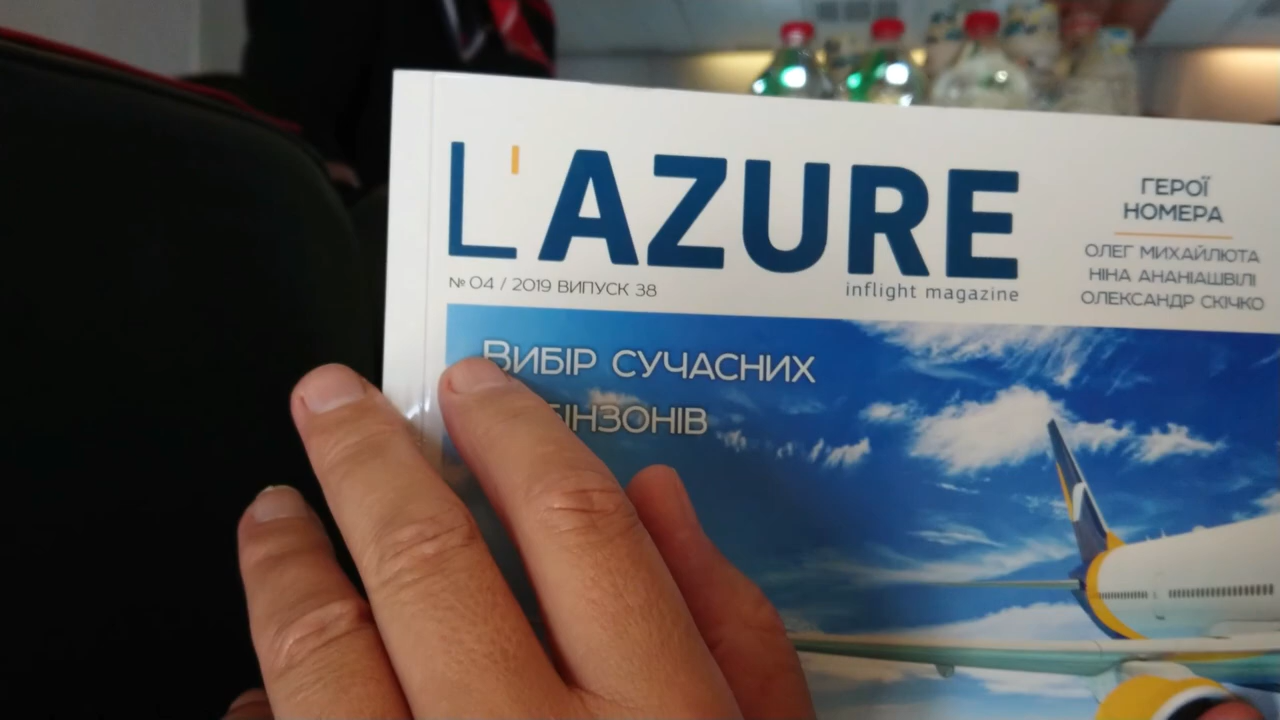 L'AZURE
inflight magazine
№ 04 / 2019 ВИПУСК 38
ГЕРОЇ
НОМЕРА
ОЛЕГ МИХАЙЛЮТА
НІНА АНАНІАШВІЛІ
ОЛЕКСАНДР СКІЧКО
ВИБІР СУЧАСНИХ